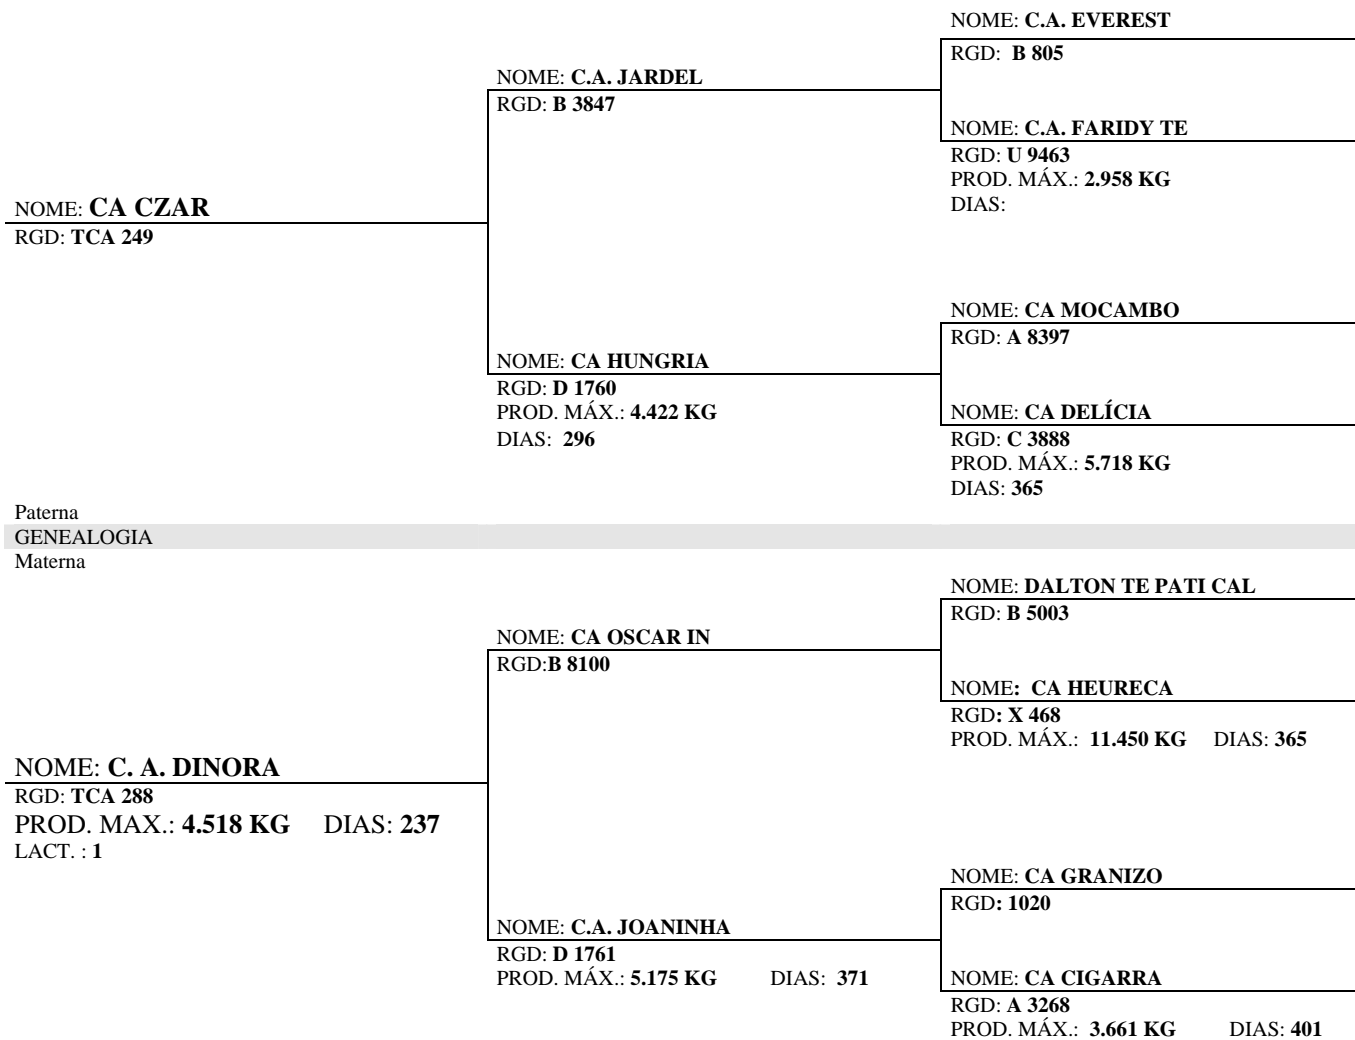 NOME: C.A. EVEREST
RGD: B 805
NOME: C.A. JARDEL
RGD: B 3847
NOME: C.A. FARIDY TE
RGD: U 9463
PROD. MÁX.: 2.958 KG
DIAS:
NOME: CA CZAR
RGD: TCA 249
NOME: CA MOCAMBO
RGD: A 8397
NOME: CA HUNGRIA
RGD: D 1760
PROD. MÁX.: 4.422 KG
DIAS: 296
NOME: CA DELÍCIA
RGD: C 3888
PROD. MÁX.: 5.718 KG
DIAS: 365
Paterna
GENEALOGIA
Materna
NOME: DALTON TE PATI CAL
RGD: B 5003
NOME: CA OSCAR IN
RGD:B 8100
NOME: CA HEURECA
RGD: X 468
PROD. MÁX.: 11.450 KG DIAS: 365
NOME: C. A. DINORA
RGD: TCA 288
PROD. MAX.: 4.518 KG DIAS: 237
LACT. : 1
NOME: CA GRANIZO
RGD: 1020
NOME: C.A. JOANINHA
RGD: D 1761
PROD. MÁX.: 5.175 KG DIAS: 371
NOME: CA CIGARRA
RGD: A 3268
PROD. MÁX.: 3.661 KG DIAS: 401